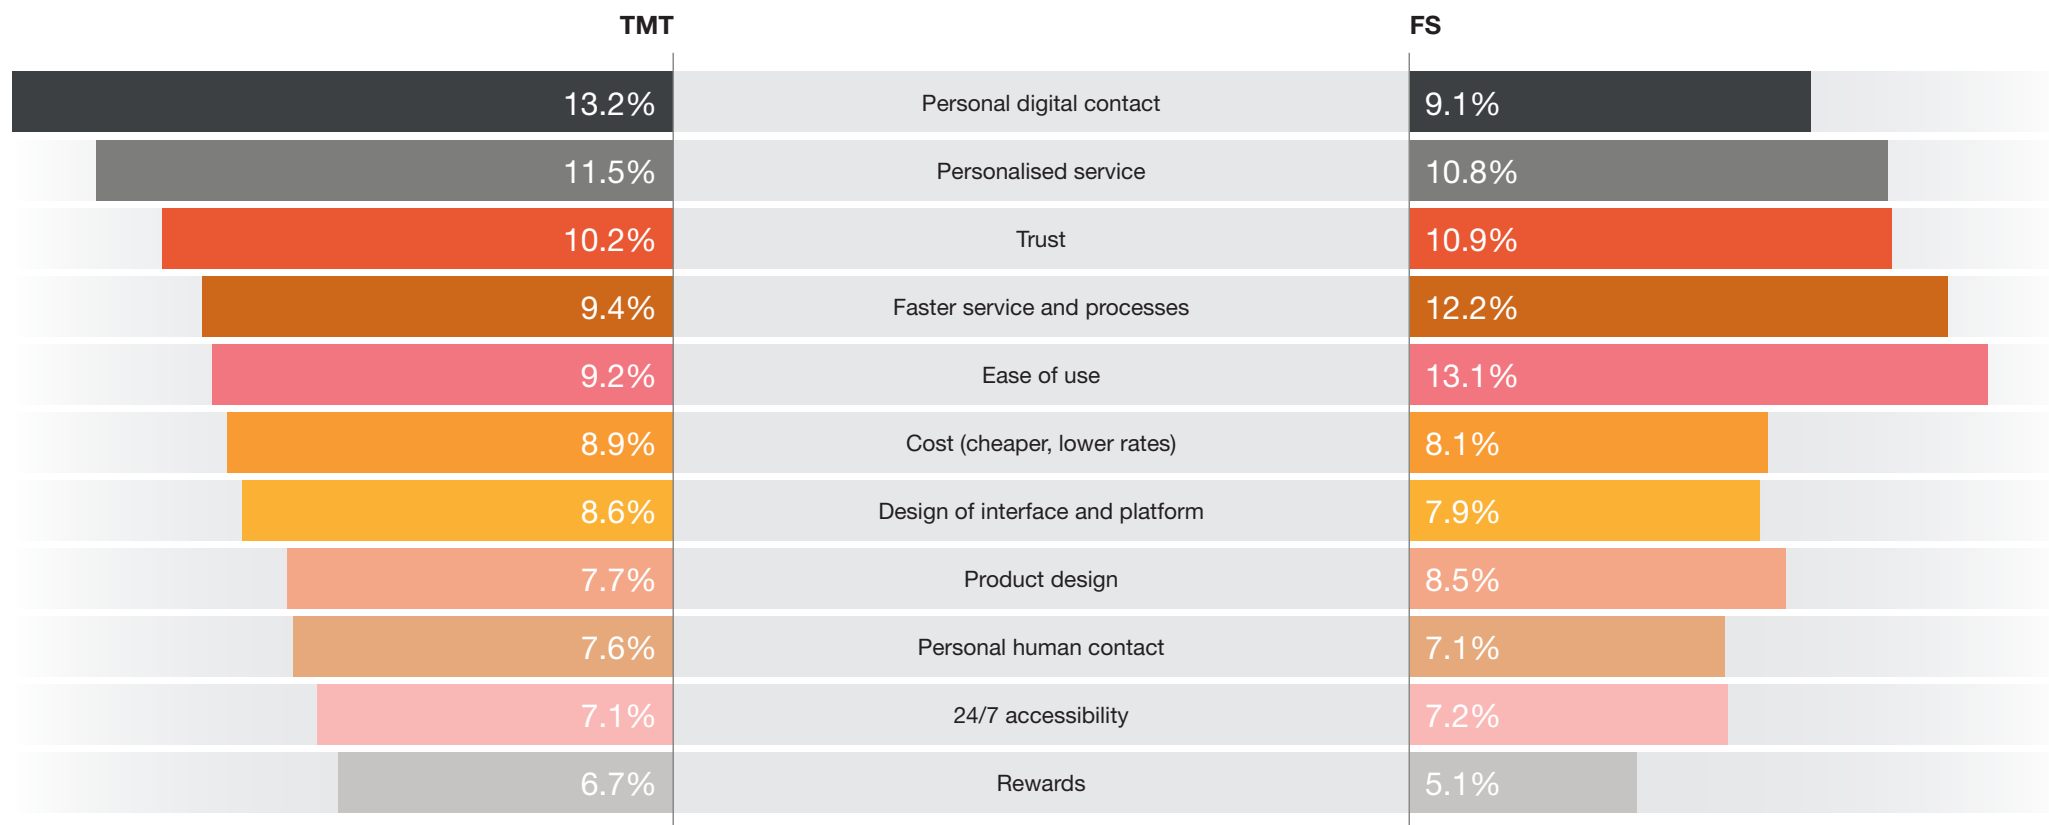 TMT FS
13.2% Personal digital contact 9.1%
11.5% Personalised service 10.8%
10.2% Trust 10.9%
9.4% Faster service and processes 12.2%
9.2% Ease of use 13.1%
8.9% Cost (cheaper, lower rates) 8.1%
8.6% Design of interface and platform 7.9%
7.7% Product design 8.5%
7.6% Personal human contact 7.1%
7.1% 24/7 accessibility 7.2%
6.7% Rewards 5.1%